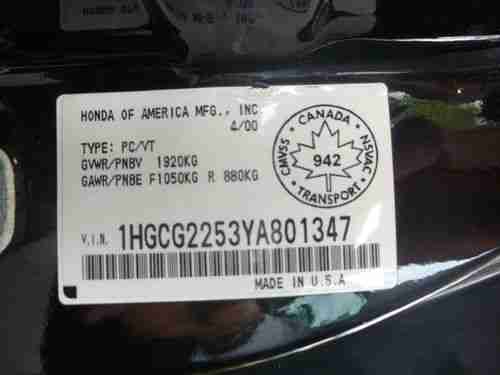 HONDA OF AMERICA MFG., INC
4/00
TYPE: PC/VT
GVWR/PNBV 1920KG
GAWR/PNBE F1050KG R 880KG
CANADA
CMVSS
942
NSVAC
TRANSPORT
V.I.N. 1HGCG2253YA801347
MADE IN U.S.A